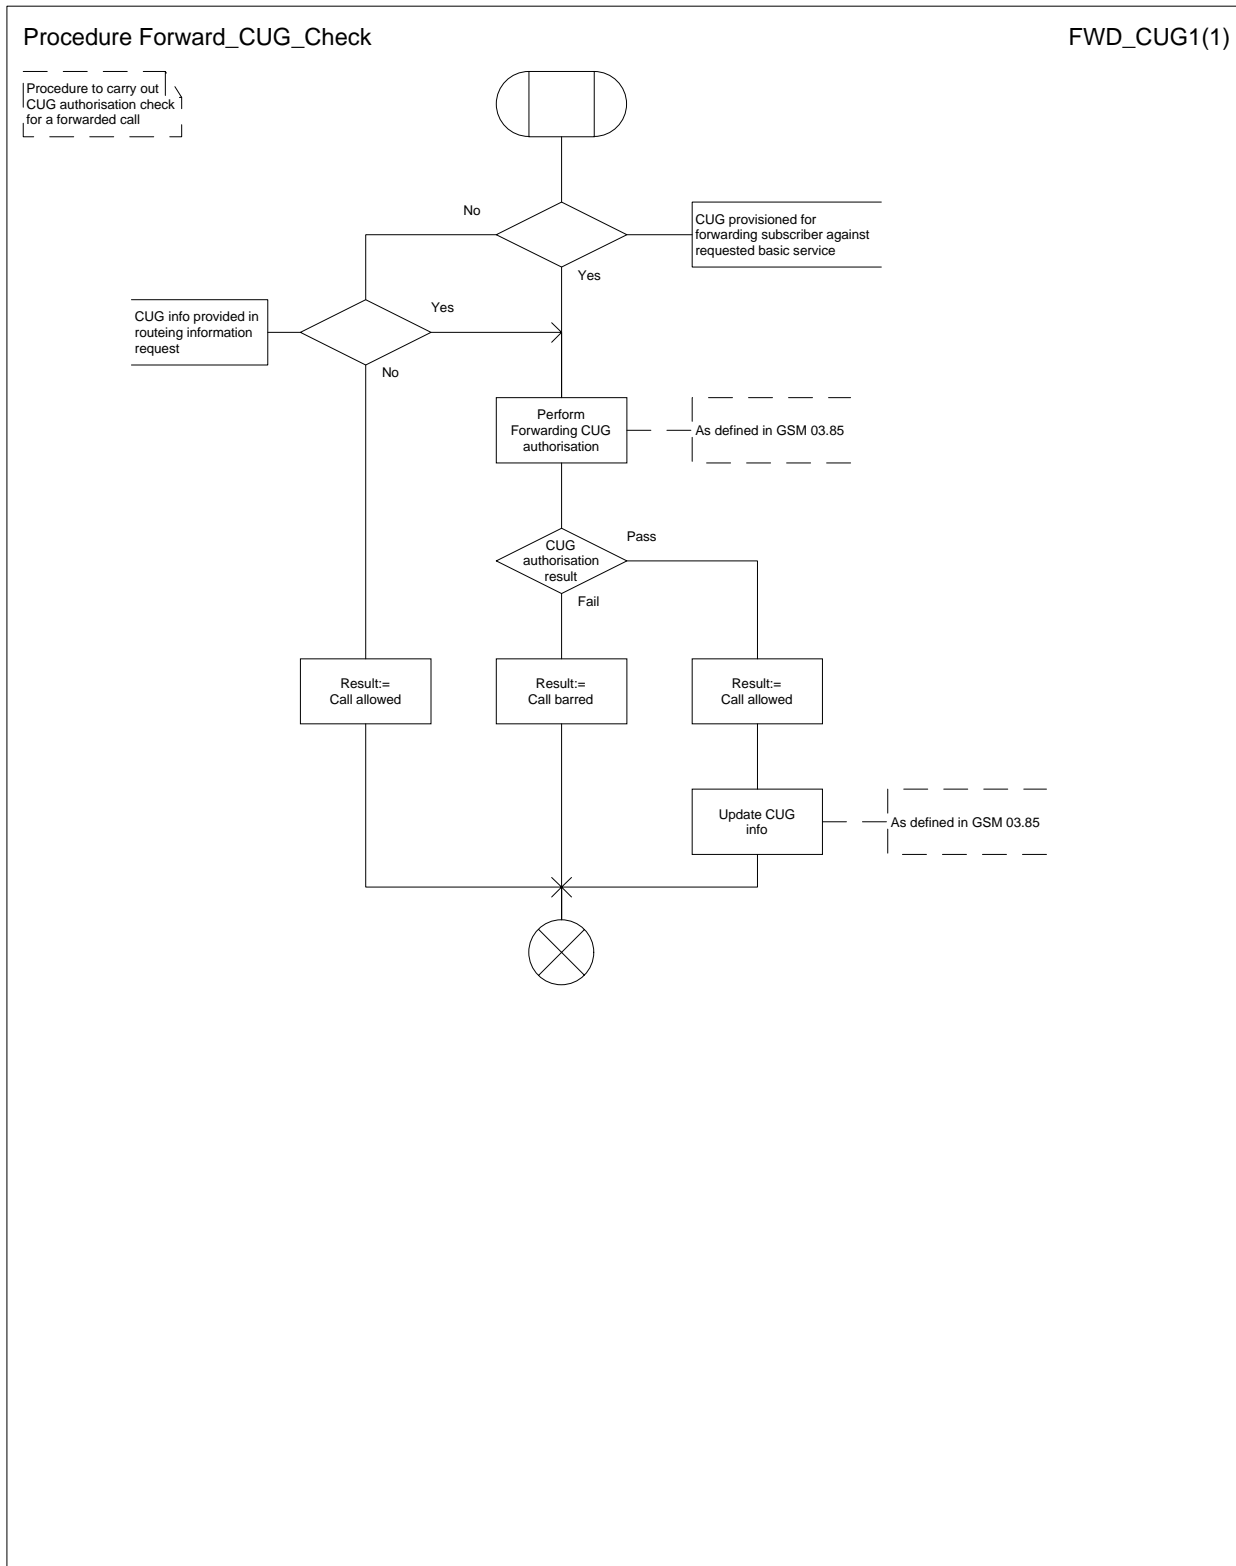 Procedure Forward_CUG_Check
FWD_CUG1(1)
Procedure to carry out
CUG authorisation check
for a forwarded call
No
CUG provisioned for
forwarding subscriber against
requested basic service
Yes
CUG info provided in
routeing information
request
Yes
No
Perform
Forwarding CUG
authorisation
As defined in GSM 03.85
CUG
authorisation
result
Pass
Fail
Result:=
Call allowed
Result:=
Call barred
Result:=
Call allowed
Update CUG
info
As defined in GSM 03.85